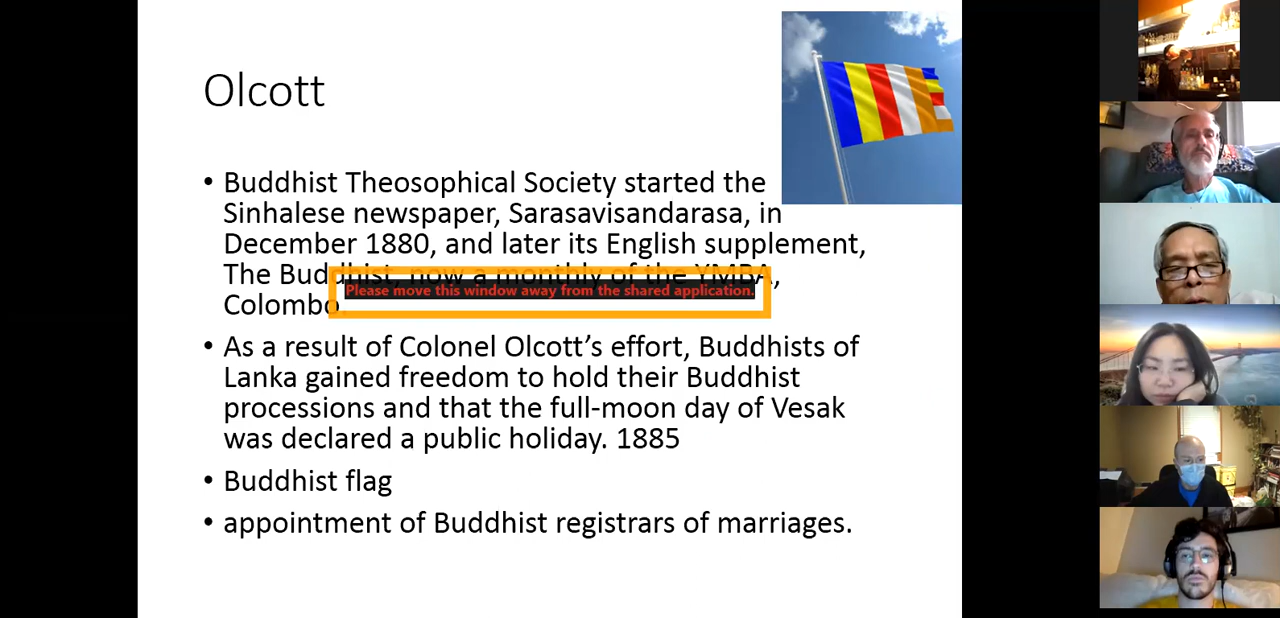 Olcott
• Buddhist Theosophical Society started the
Sinhalese newspaper, Sarasavisandarasa, in
December 1880, and later its English supplement,
The Buddhist, now a monthly of the YMBA,
Please move this window away from the shared application.
Colombo.
• As a result of Colonel Olcott’s effort, Buddhists of
Lanka gained freedom to hold their Buddhist
processions and that the full-moon day of Vesak
was declared a public holiday. 1885
• Buddhist flag
• appointment of Buddhist registrars of marriages.